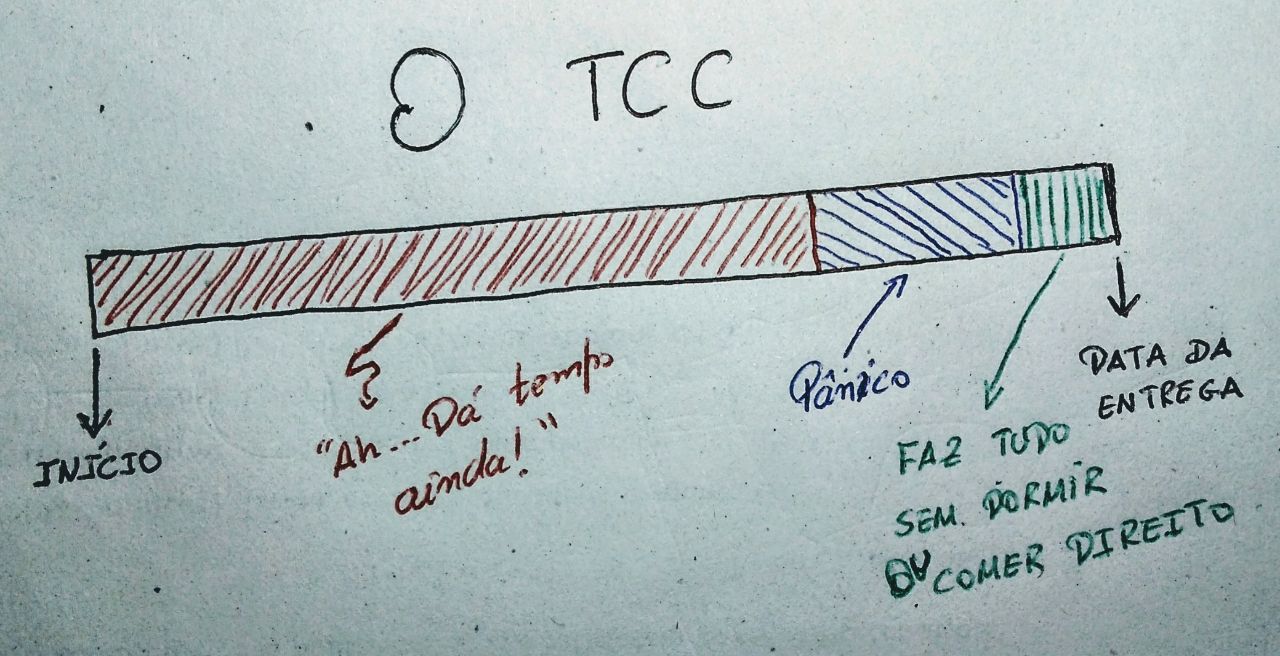 O TCC
INÍCIO
"Ah... Dá tempo
ainda!"
Pânico
FAZ TUDO
SEM DORMIR
OU COMER DIREITO
DATA DA
ENTREGA